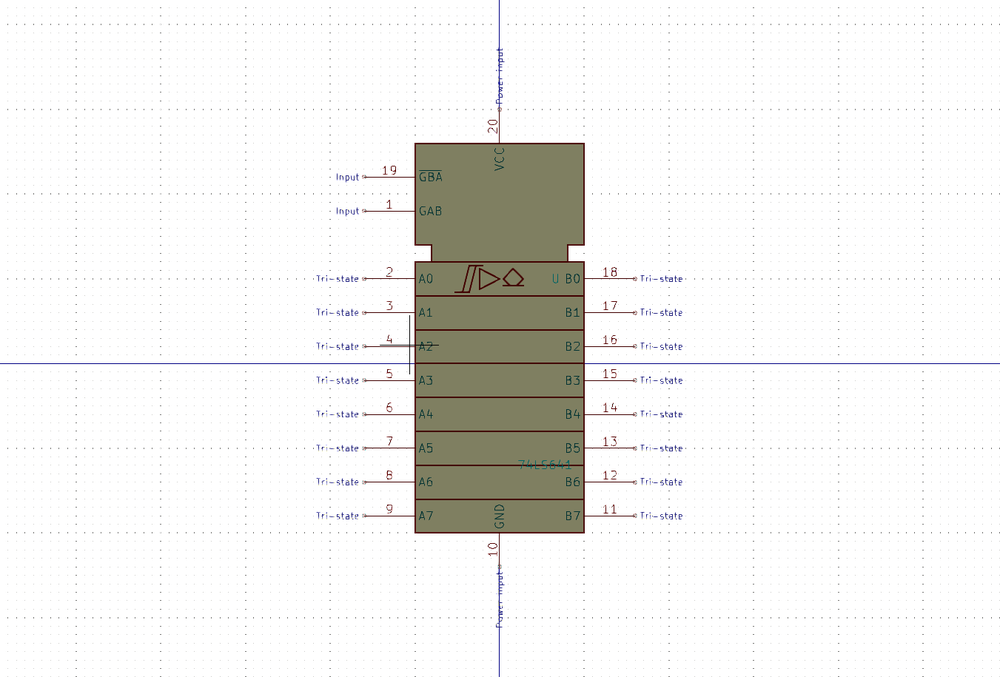 Power input
20
VCC
Input 19 GBA
Input 1 GAB
Tri-state 2 A0 U B0 18 Tri-state
Tri-state 3 A1 B1 17 Tri-state
Tri-state 4 A2 B2 16 Tri-state
Tri-state 5 A3 B3 15 Tri-state
Tri-state 6 A4 B4 14 Tri-state
Tri-state 7 A5 B5 13 Tri-state
74LS641
Tri-state 8 A6 B6 12 Tri-state
Tri-state 9 A7 GND B7 11 Tri-state
10
Power input